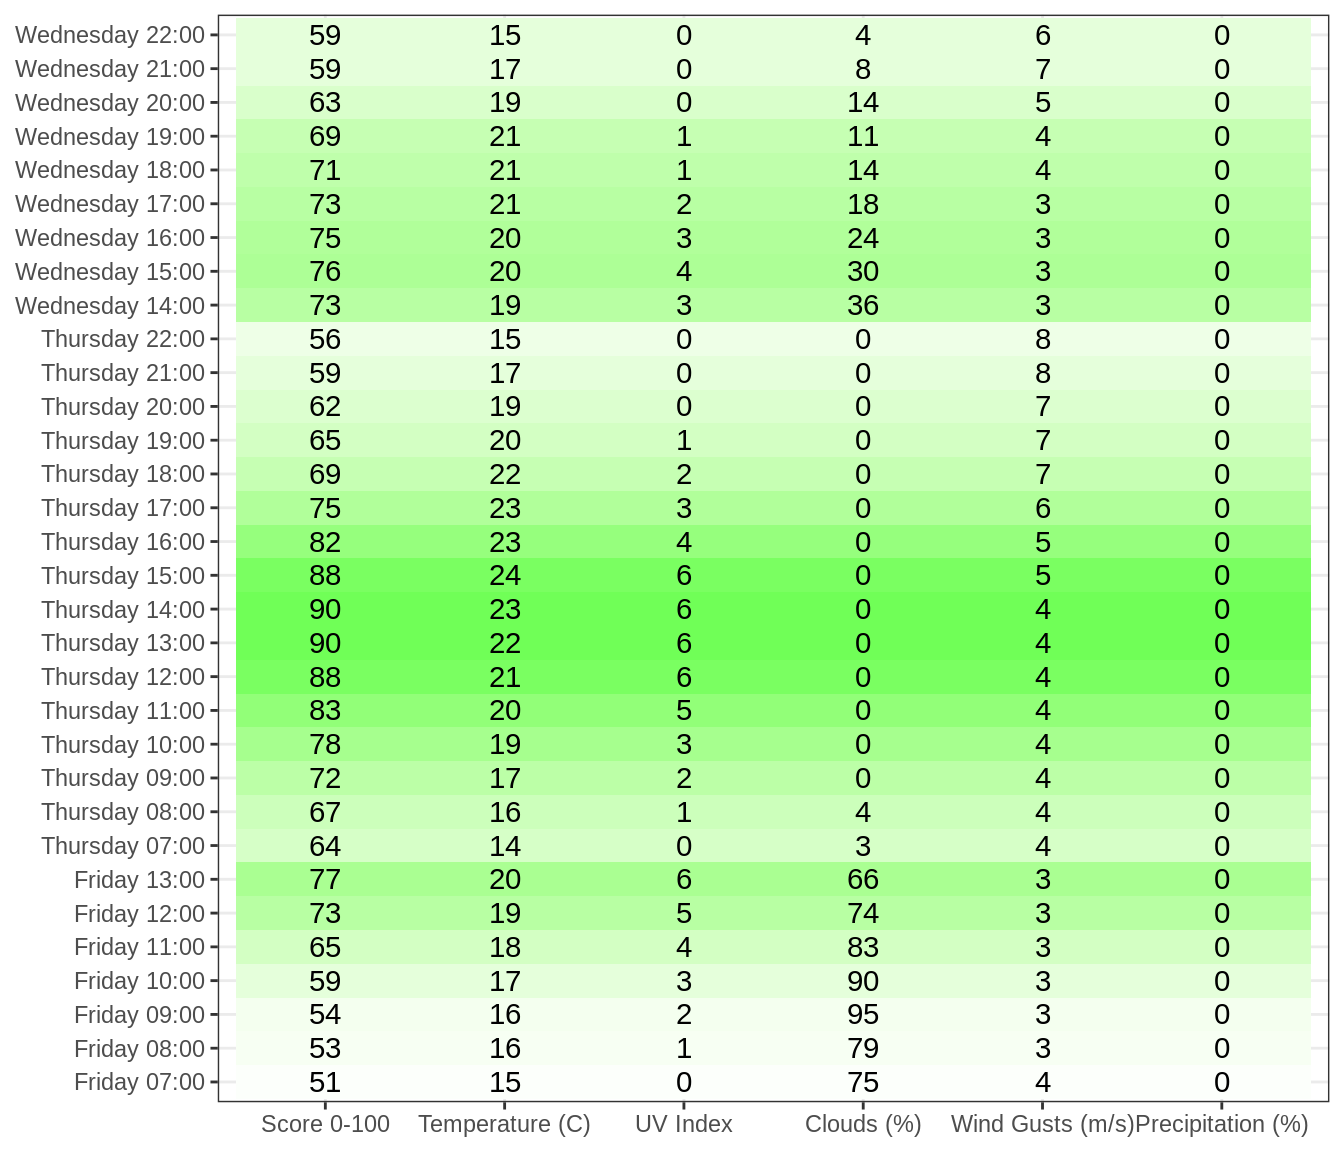 Wednesday 22:00 59 15 0 4 6 0
Wednesday 21:00 59 17 0 8 7 0
Wednesday 20:00 63 19 0 14 5 0
Wednesday 19:00 69 21 1 11 4 0
Wednesday 18:00 71 21 1 14 4 0
Wednesday 17:00 73 21 2 18 3 0
Wednesday 16:00 75 20 3 24 3 0
Wednesday 15:00 76 20 4 30 3 0
Wednesday 14:00 73 19 3 36 3 0
Thursday 22:00 56 15 0 0 8 0
Thursday 21:00 59 17 0 0 8 0
Thursday 20:00 62 19 0 0 7 0
Thursday 19:00 65 20 1 0 7 0
Thursday 18:00 69 22 2 0 7 0
Thursday 17:00 75 23 3 0 6 0
Thursday 16:00 82 23 4 0 5 0
Thursday 15:00 88 24 6 0 5 0
Thursday 14:00 90 23 6 0 4 0
Thursday 13:00 90 22 6 0 4 0
Thursday 12:00 88 21 6 0 4 0
Thursday 11:00 83 20 5 0 4 0
Thursday 10:00 78 19 3 0 4 0
Thursday 09:00 72 17 2 0 4 0
Thursday 08:00 67 16 1 4 4 0
Thursday 07:00 64 14 0 3 4 0
Friday 13:00 77 20 6 66 3 0
Friday 12:00 73 19 5 74 3 0
Friday 11:00 65 18 4 83 3 0
Friday 10:00 59 17 3 90 3 0
Friday 09:00 54 16 2 95 3 0
Friday 08:00 53 16 1 79 3 0
Friday 07:00 51 15 0 75 4 0
Score 0-100 Temperature (C) UV Index Clouds (%) Wind Gusts (m/s) Precipitation (%)